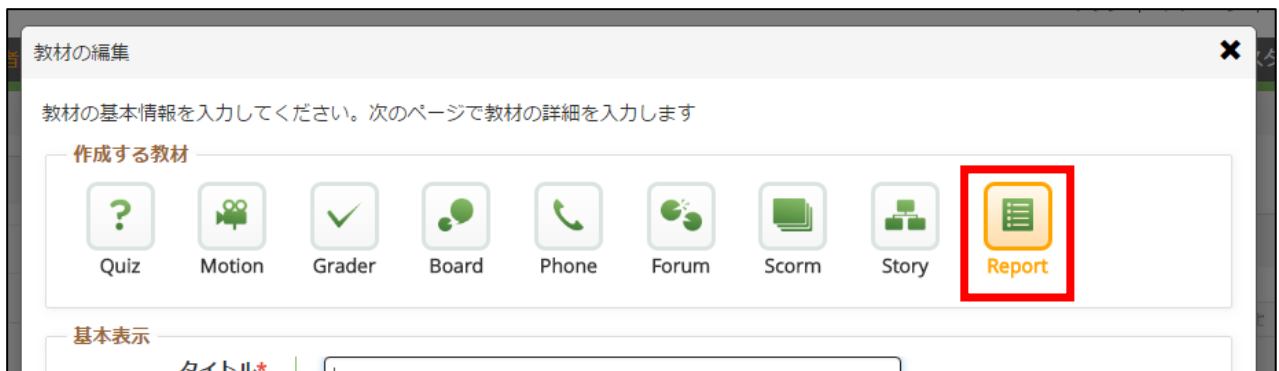 教材の編集
教材の基本情報を入力してください。次のページで教材の詳細を入力します
作成する教材
Quiz Motion Grader Board Phone Forum Scorm Story Report
基本表示
タイトル*